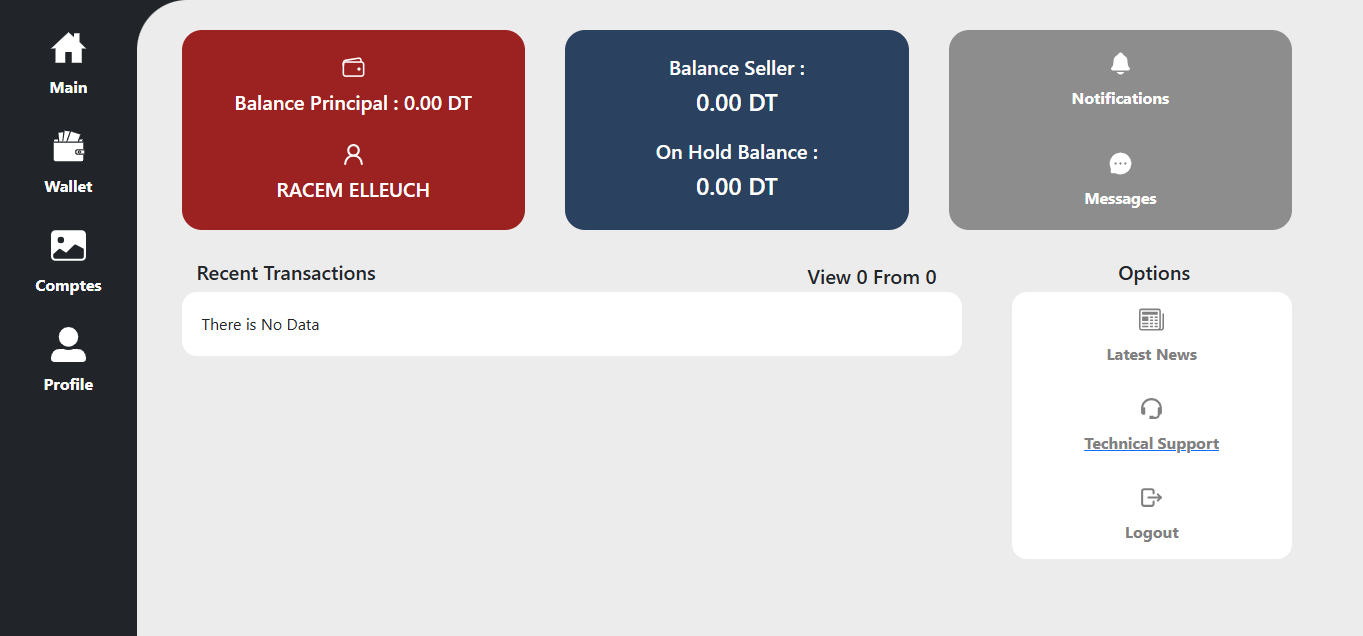 Main
Wallet
Comptes
Profile
Balance Principal : 0.00 DT
RACEM ELLEUCH
Balance Seller :
0.00 DT
On Hold Balance :
0.00 DT
Notifications
Messages
Recent Transactions
View 0 From 0
There is No Data
Options
Latest News
Technical Support
Logout